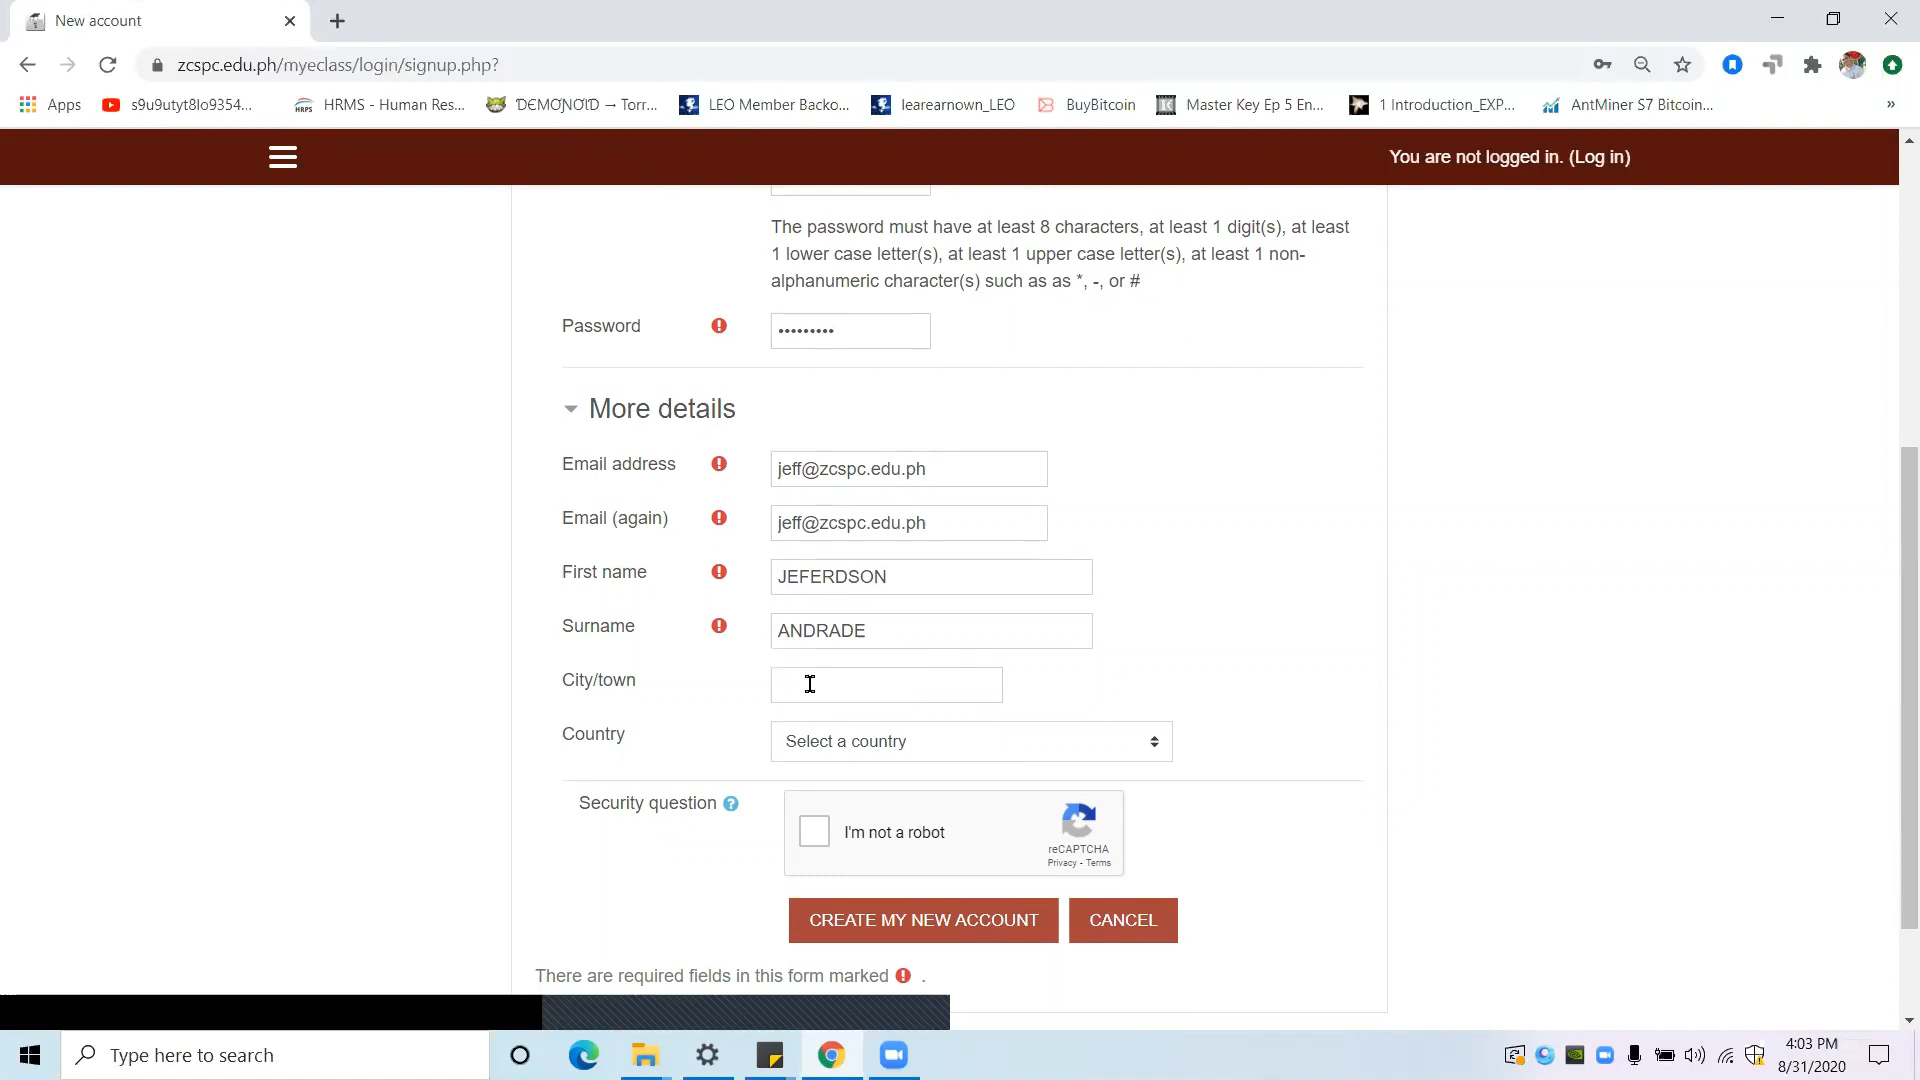 New account
zcspc.edu.ph/myeclass/login/signup.php?
Apps
s9u9utyt8lo9354...
HRMS - Human Res...
ƊЄMƠƝƠƖƊ → Torr...
LEO Member Backo...
learearnown_LEO
BuyBitcoin
Master Key Ep 5 En...
1 Introduction_EXP...
AntMiner S7 Bitcoin...
»
You are not logged in. (Log in)
The password must have at least 8 characters, at least 1 digit(s), at least
1 lower case letter(s), at least 1 upper case letter(s), at least 1 non-
alphanumeric character(s) such as as *, -, or #
Password
•••••••••
More details
Email address
jeff@zcspc.edu.ph
Email (again)
jeff@zcspc.edu.ph
First name
JEFERDSON
Surname
ANDRADE
City/town
Country
Select a country
Security question
I'm not a robot
reCAPTCHA
Privacy - Terms
CREATE MY NEW ACCOUNT
CANCEL
There are required fields in this form marked .
Type here to search
4:03 PM
8/31/2020